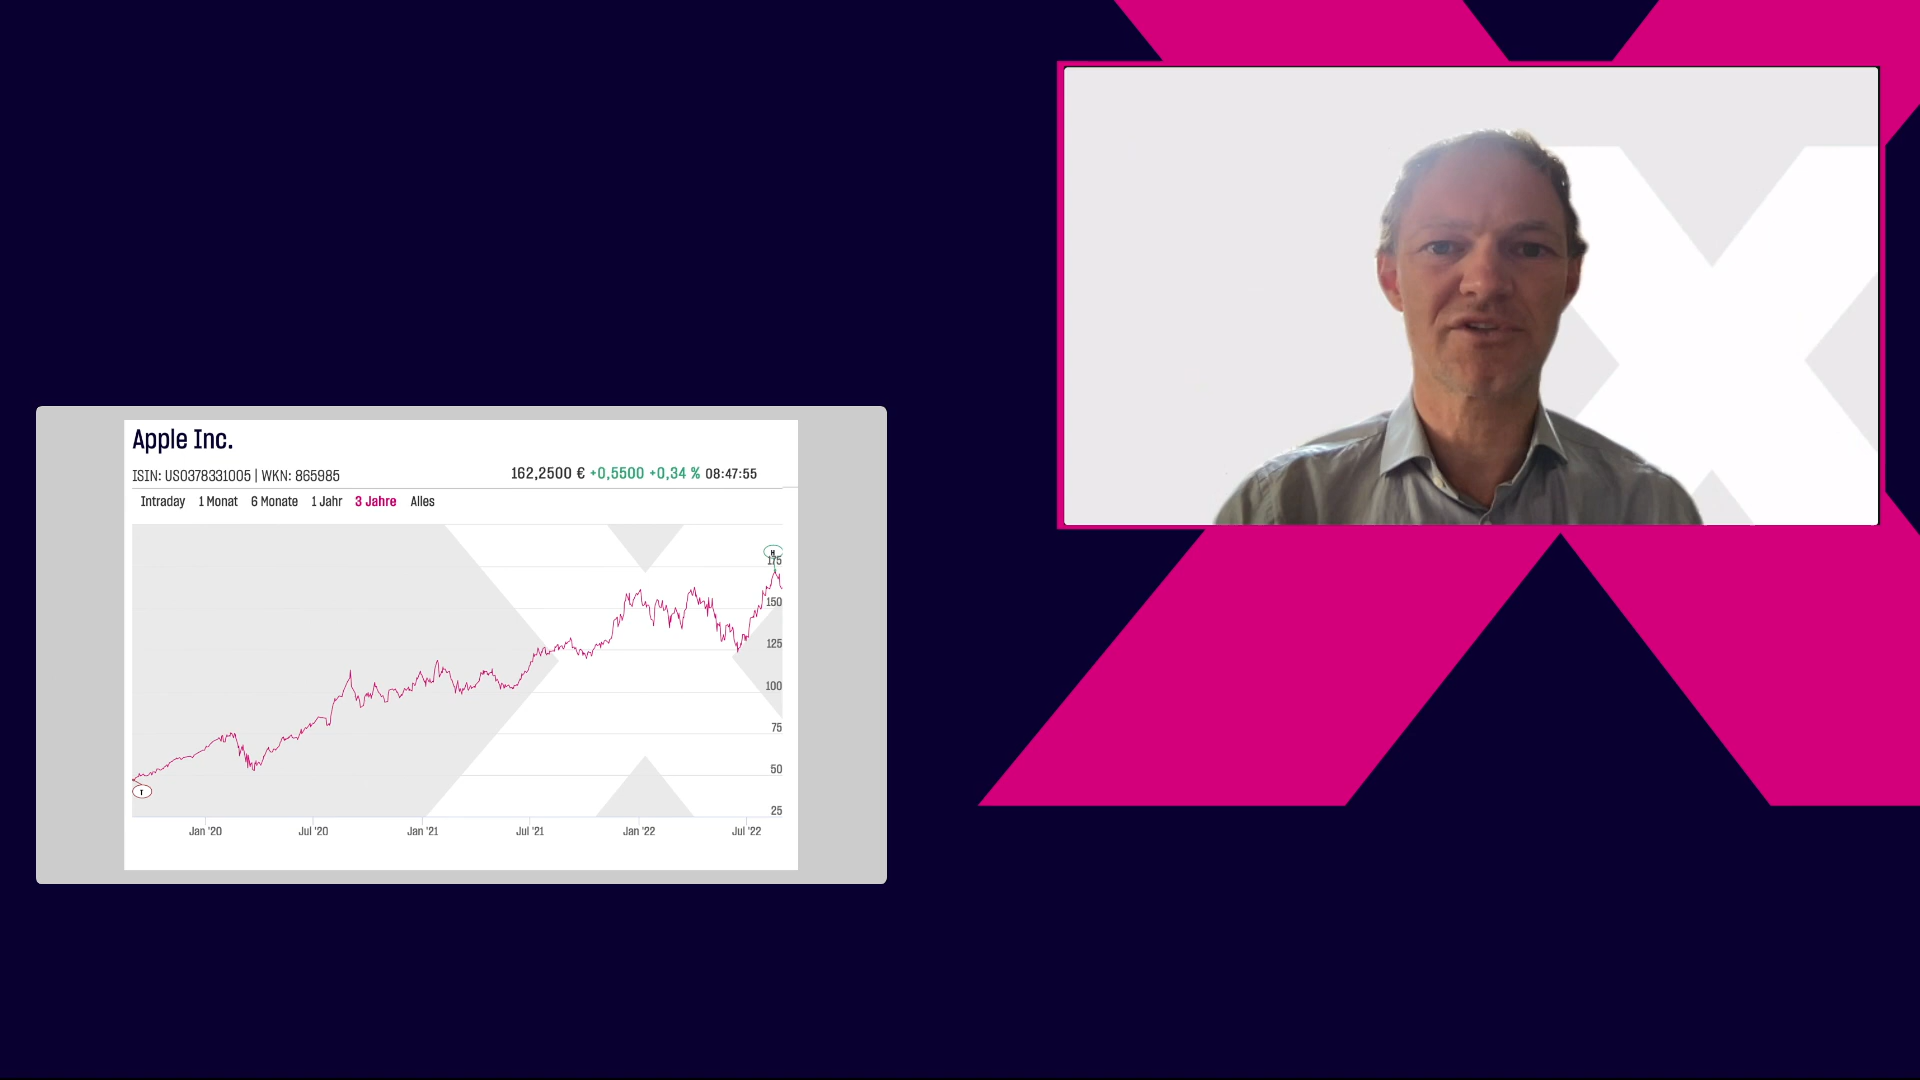 Apple Inc.
ISIN: US0378331005 | WKN: 865985
162,2500 € +0,5500 +0,34 % 08:47:55
Intraday 1 Monat 6 Monate 1 Jahr 3 Jahre Alles
H
175
150
125
100
75
50
T
25
Jan '20 Jul '20 Jan '21 Jul '21 Jan '22 Jul '22